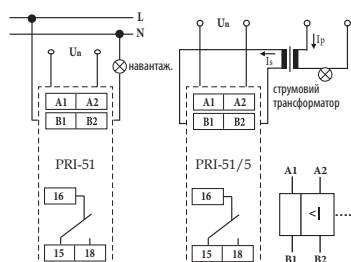 L
N
Un
навантаж.
A1 A2
B1 B2
PRI-51
16
15 18
Un
Ip
Is
струмовий
трансформатор
A1 A2
B1 B2
PRI-51/5
16
15 18
A1 A2
<I
B1 B2